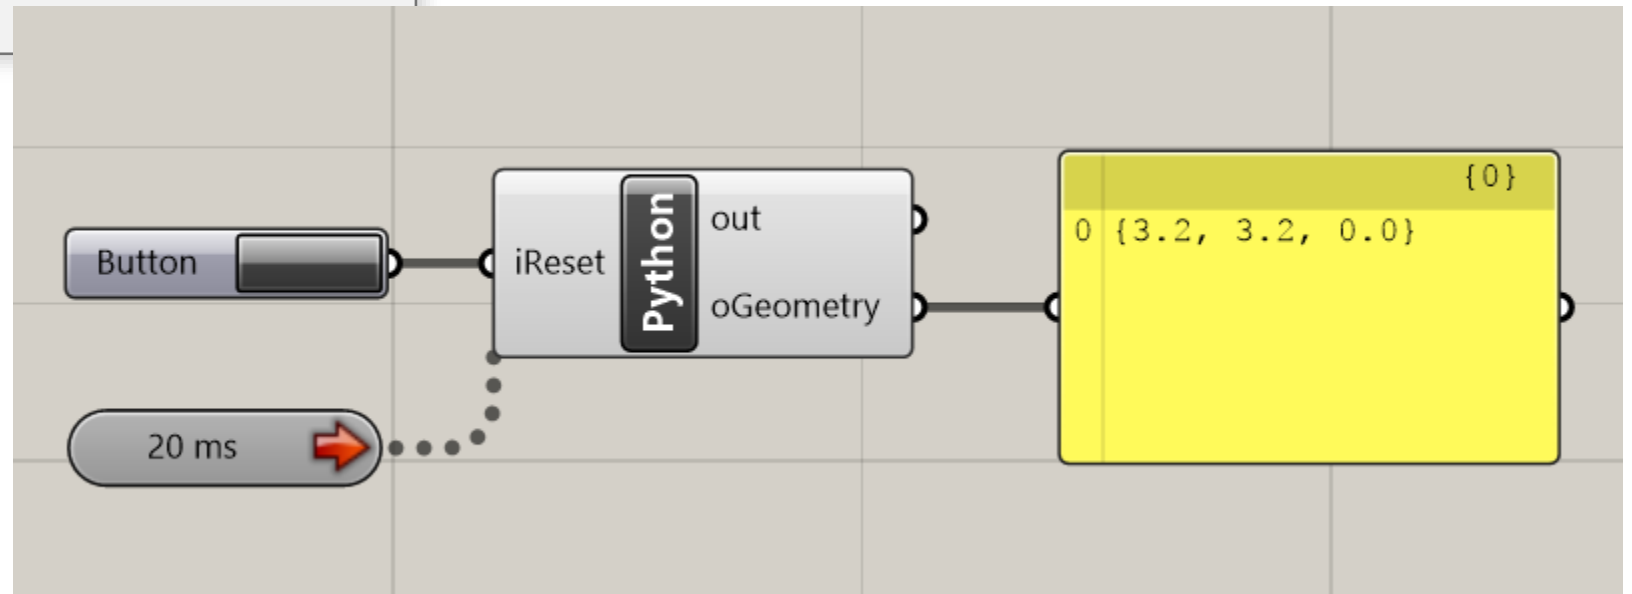 Button
20 ms
iReset
Python
out
oGeometry
{0}
0 {3.2, 3.2, 0.0}